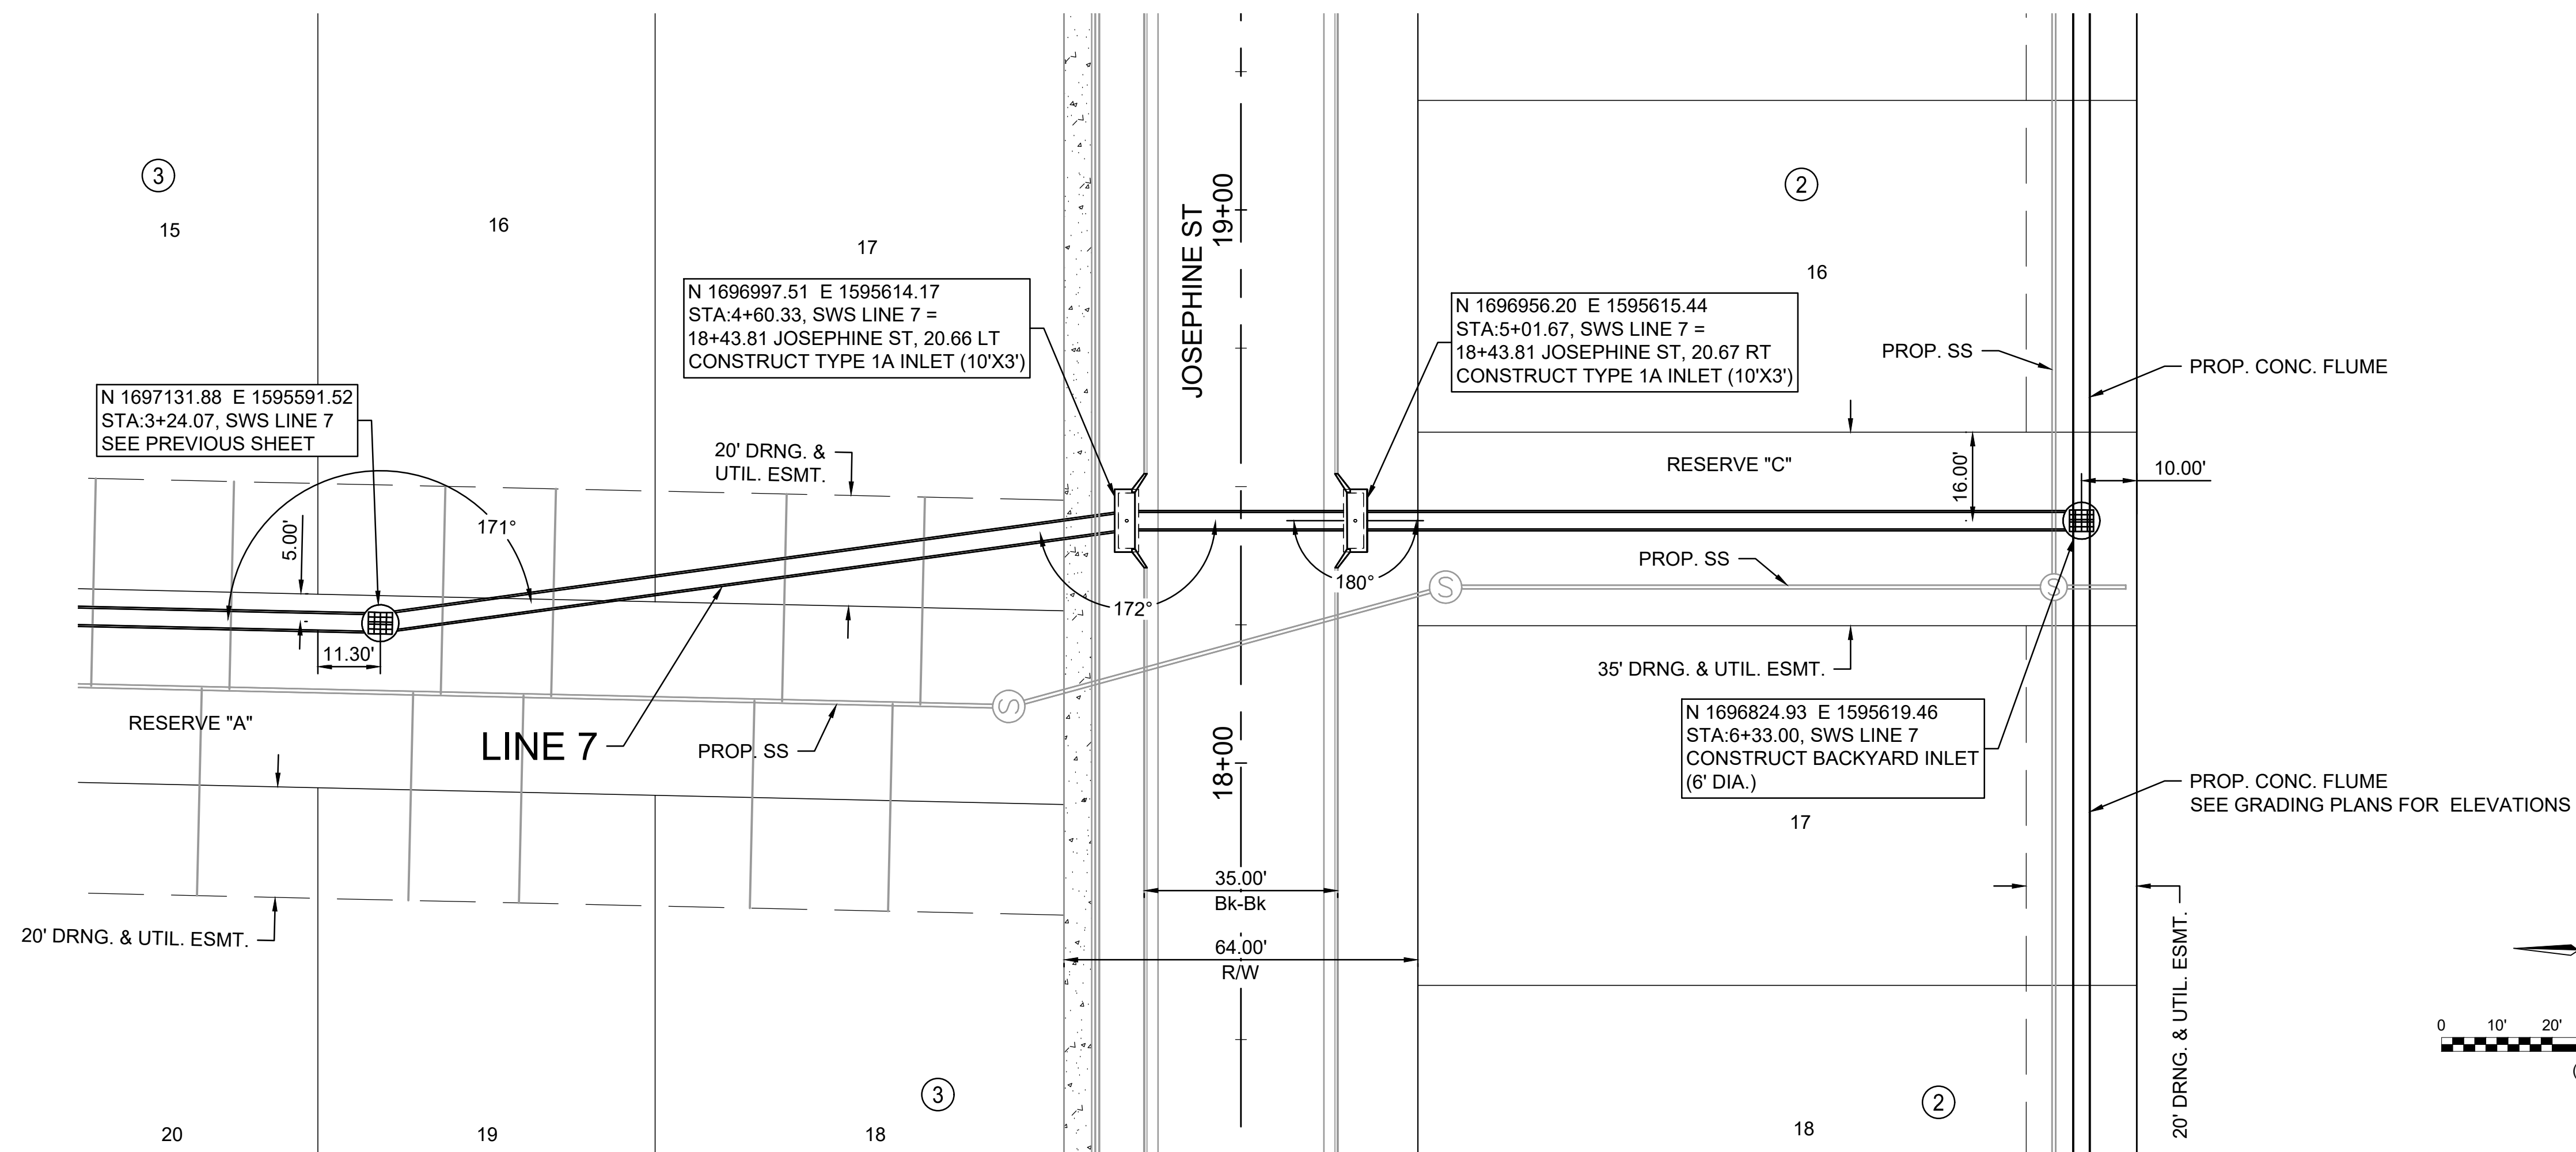 3
15
16
17
N 1697131.88 E 1595591.52
STA:3+24.07, SWS LINE 7
SEE PREVIOUS SHEET
N 1696997.51 E 1595614.17
STA:4+60.33, SWS LINE 7 =
18+43.81 JOSEPHINE ST, 20.66 LT
CONSTRUCT TYPE 1A INLET (10'X3')
JOSEPHINE ST
19+00
N 1696956.20 E 1595615.44
STA:5+01.67, SWS LINE 7 =
18+43.81 JOSEPHINE ST, 20.67 RT
CONSTRUCT TYPE 1A INLET (10'X3')
2
16
PROP. SS
PROP. CONC. FLUME
20' DRNG. &
UTIL. ESMT.
RESERVE "C"
16.00'
10.00'
171°
5.00'
11.30'
172°
180°
S
S
S
PROP. SS
35' DRNG. & UTIL. ESMT.
RESERVE "A"
LINE 7
PROP. SS
18+00
N 1696824.93 E 1595619.46
STA:6+33.00, SWS LINE 7
CONSTRUCT BACKYARD INLET
(6' DIA.)
17
PROP. CONC. FLUME
SEE GRADING PLANS FOR ELEVATIONS
35.00'
Bk-Bk
64.00'
R/W
20' DRNG. & UTIL. ESMT.
20' DRNG. & UTIL. ESMT.
0 10' 20'
(
3
2
20
19
18
18